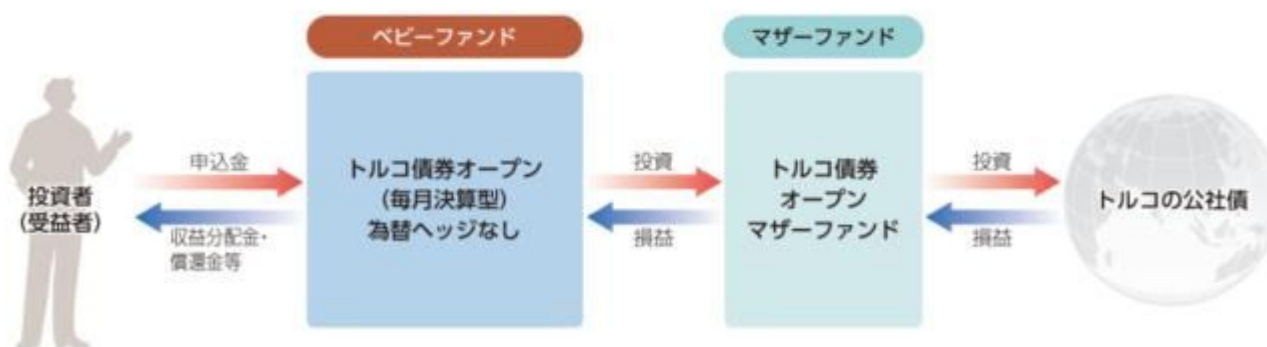 ベビーファンド
マザーファンド
投資者
(受益者)
申込金
収益分配金・
償還金等
トルコ債券オープン
(毎月決算型)
為替ヘッジなし
投資
損益
トルコ債券
オープン
マザーファンド
投資
損益
トルコの公社債